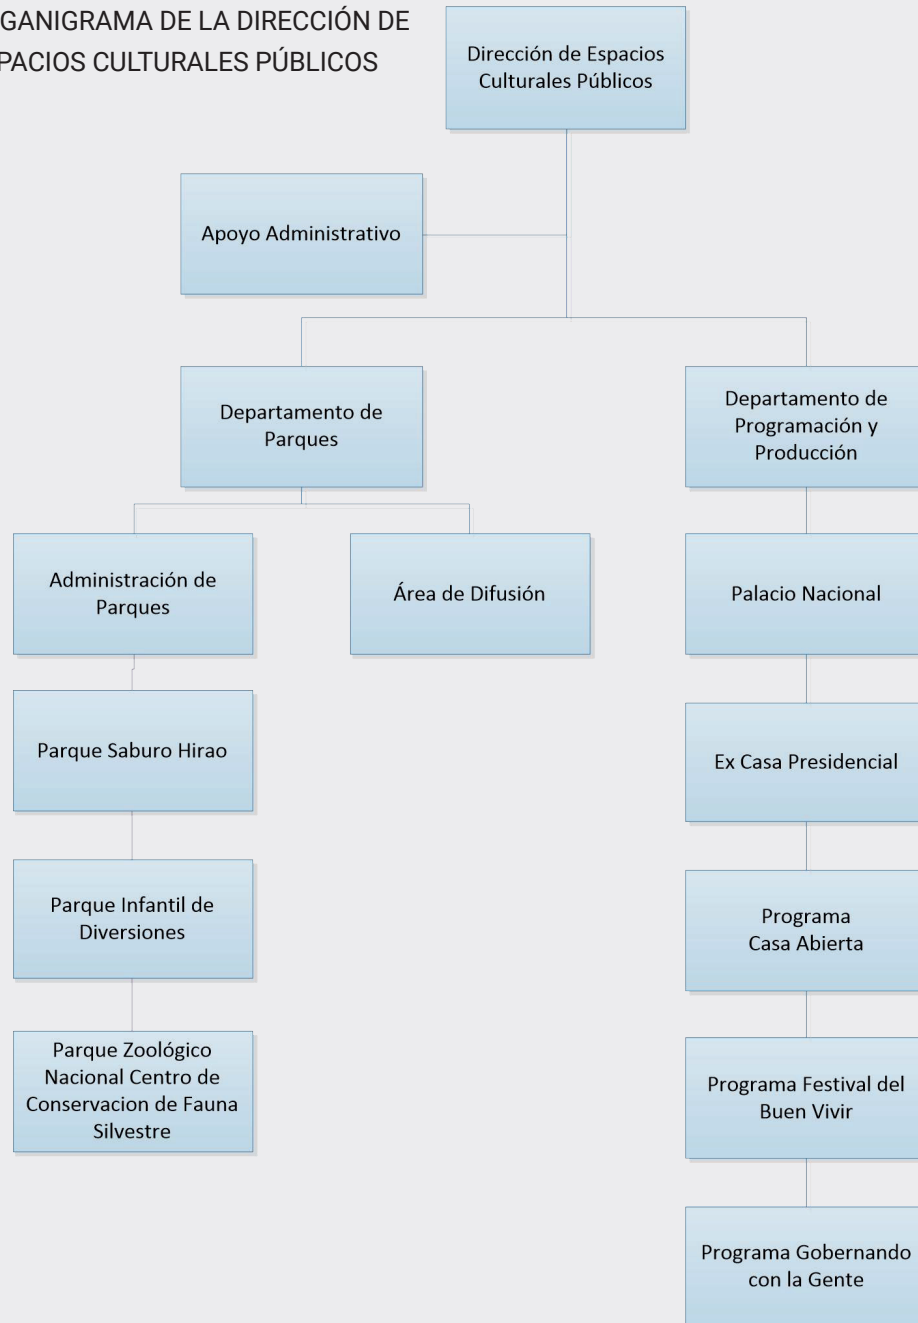 GANIGRAMA DE LA DIRECCIÓN DE
PACIOS CULTURALES PÚBLICOS
Dirección de Espacios
Culturales Públicos
Apoyo Administrativo
Departamento de
Parques
Departamento de
Programación y
Producción
Administración de
Parques
Área de Difusión
Palacio Nacional
Parque Saburo Hirao
Ex Casa Presidencial
Parque Infantil de
Diversiones
Programa
Casa Abierta
Parque Zoológico
Nacional Centro de
Conservacion de Fauna
Silvestre
Programa Festival del
Buen Vivir
Programa Gobernando
con la Gente